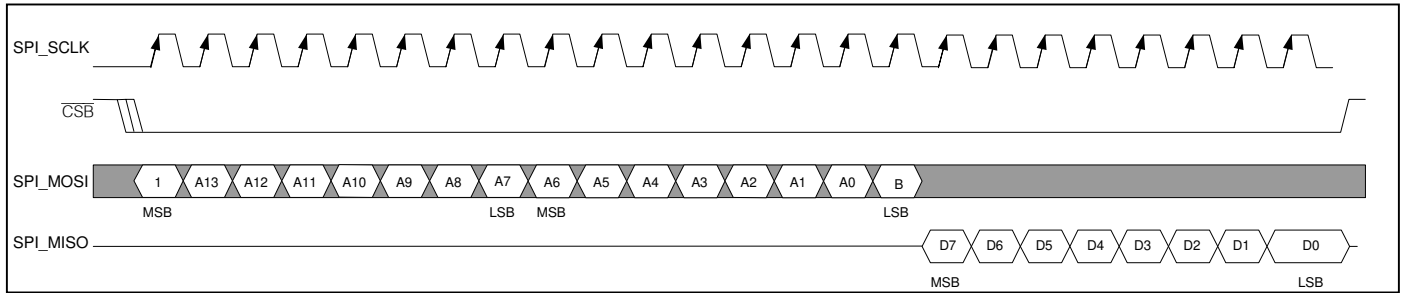 SPI_SCLK
CSB
SPI_MOSI 1 A13 A12 A11 A10 A9 A8 A7 A6 A5 A4 A3 A2 A1 A0 B
MSB LSB MSB LSB
SPI_MISO D7 D6 D5 D4 D3 D2 D1 D0
MSB LSB